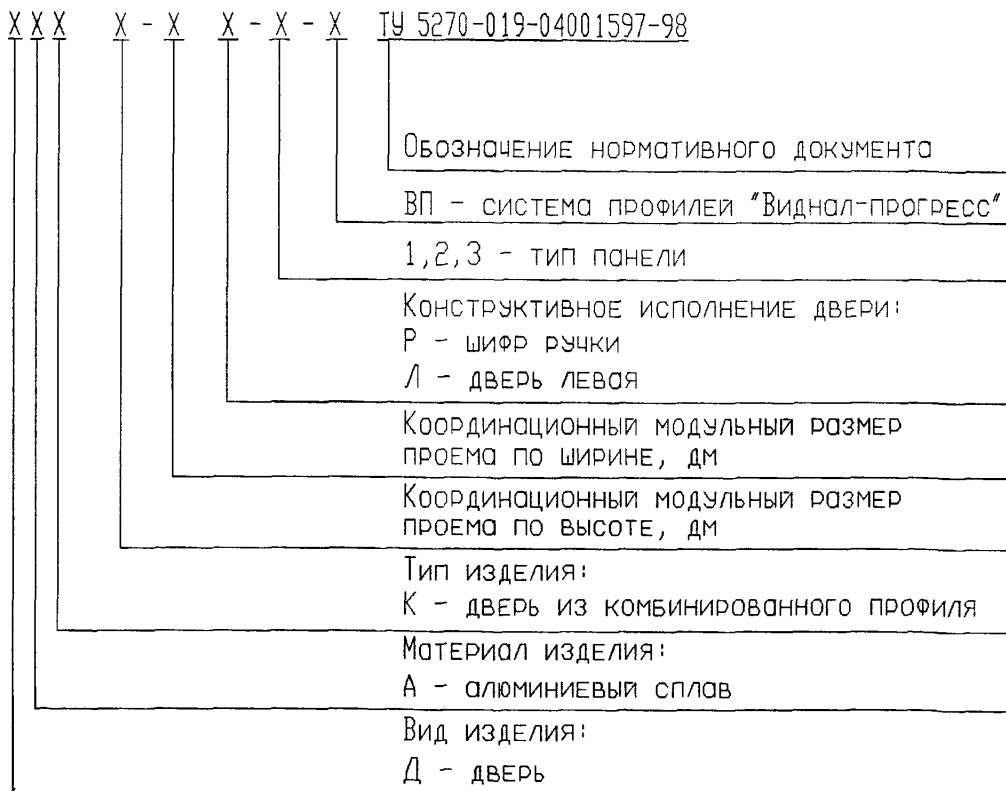 Х Х Х Х - Х Х - Х - Х ТУ 5270-019-04001597-98
Обозначение нормативного документа
ВП - система профилей "Виднал-прогресс"
1,2,3 - тип панели
Конструктивное исполнение двери:
Р - шифр ручки
Л - дверь левая
Координационный модульный размер
проема по ширине, дм
Координационный модульный размер
проема по высоте, дм
Тип изделия:
К - дверь из комбинированного профиля
Материал изделия:
А - алюминиевый сплав
Вид изделия:
Д - дверь